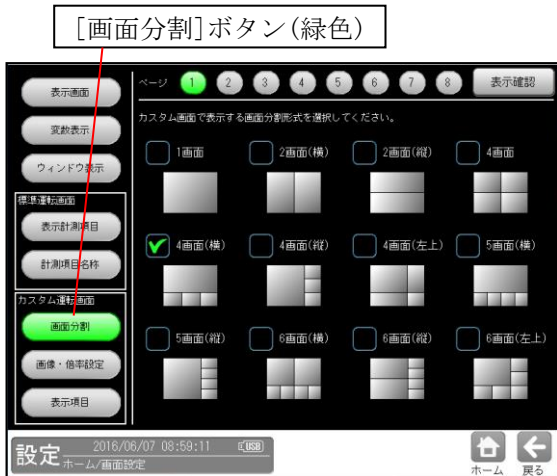 [画面分割]ボタン(緑色)
ページ 1 2 3 4 5 6 7 8 表示確認
表示画面
変数表示
ウィンドウ表示
標準運転画面
表示計測項目
計測項目名称
カスタム運転画面
画面分割
画像・倍率設定
表示項目
カスタム画面で表示する画面分割形式を選択してください。
1画面 2画面(横) 2画面(縦) 4画面
4画面(横) 4画面(縦) 4画面(左上) 5画面(横)
5画面(縦) 6画面(横) 6画面(縦) 6画面(左上)
設定 2016/06/07 08:59:11 USB
ホーム/画面設定
ホーム 戻る